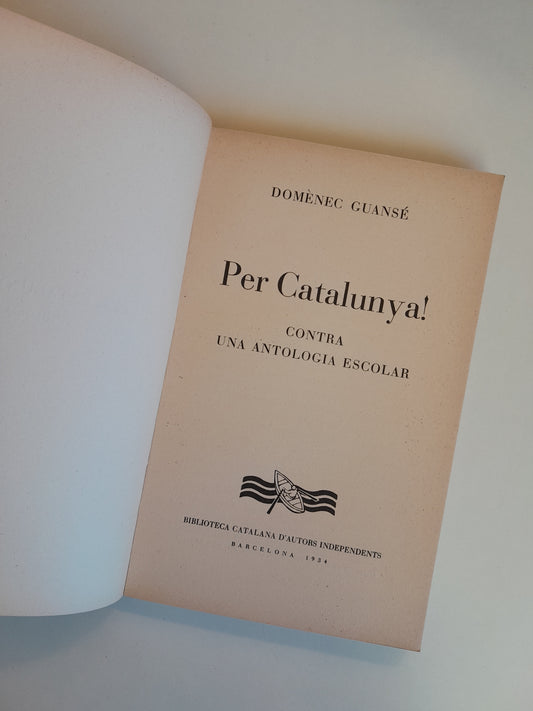 DOMÈNEC GUANSÉ
Per Catalunya!
CONTRA
UNA ANTOLOGIA ESCOLAR
BIBLIOTECA CATALANA D'AUTORS INDEPENDENTS
BARCELONA 1934